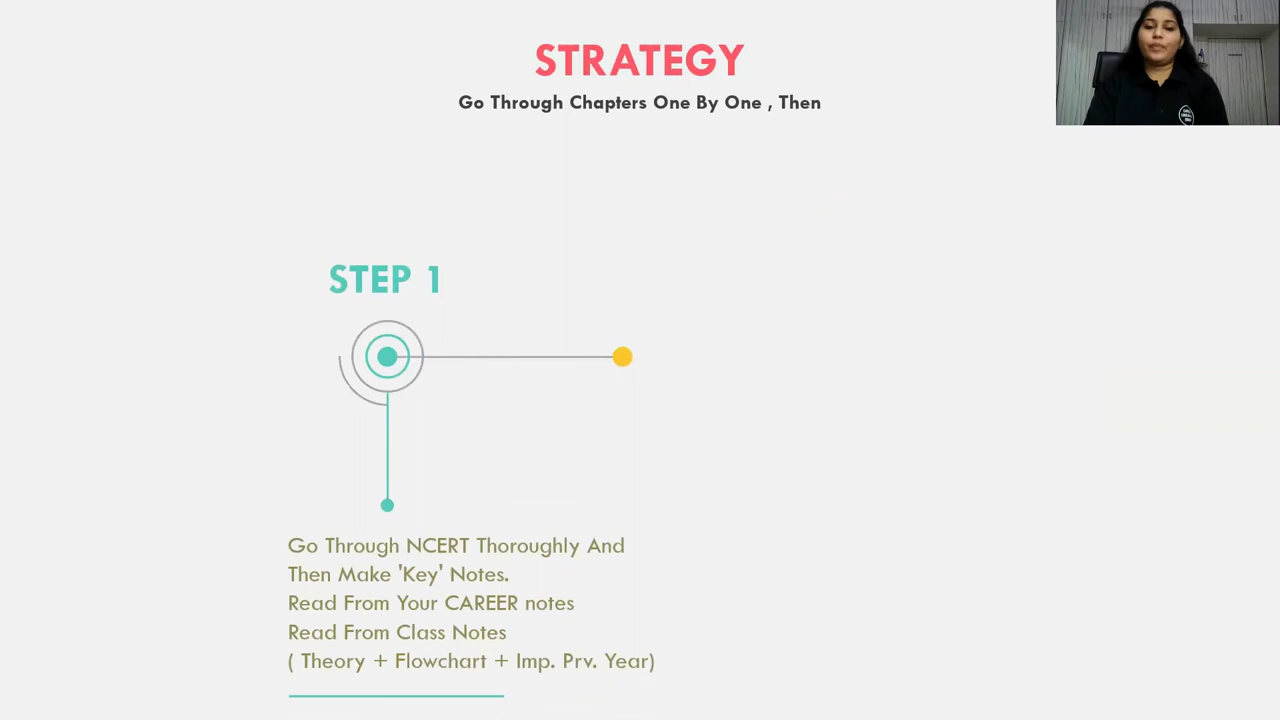 STRATEGY
Go Through Chapters One By One , Then
STEP 1
Go Through NCERT Thoroughly And
Then Make 'Key' Notes.
Read From Your CAREER notes
Read From Class Notes
( Theory + Flowchart + Imp. Prv. Year)